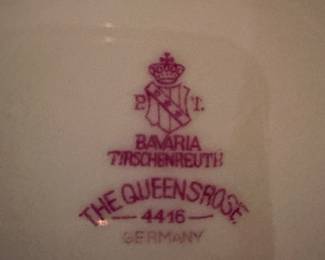 P. T.
BAVARIA
TIRSCHENREUTH
THE QUEENSROSE
4416
GERMANY